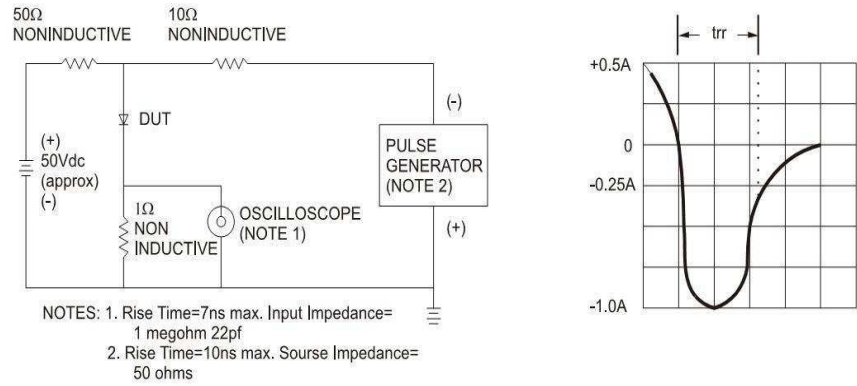 50Ω
NONINDUCTIVE
10Ω
NONINDUCTIVE
DUT
(+)
50Vdc
(approx)
(-)
1Ω
NON
INDUCTIVE
OSCILLOSCOPE
(NOTE 1)
(-)
PULSE
GENERATOR
(NOTE 2)
(+)
NOTES: 1. Rise Time=7ns max. Input Impedance=
1 megohm 22pf
2. Rise Time=10ns max. Sourse Impedance=
50 ohms
trr
+0.5A
0
-0.25A
-1.0A